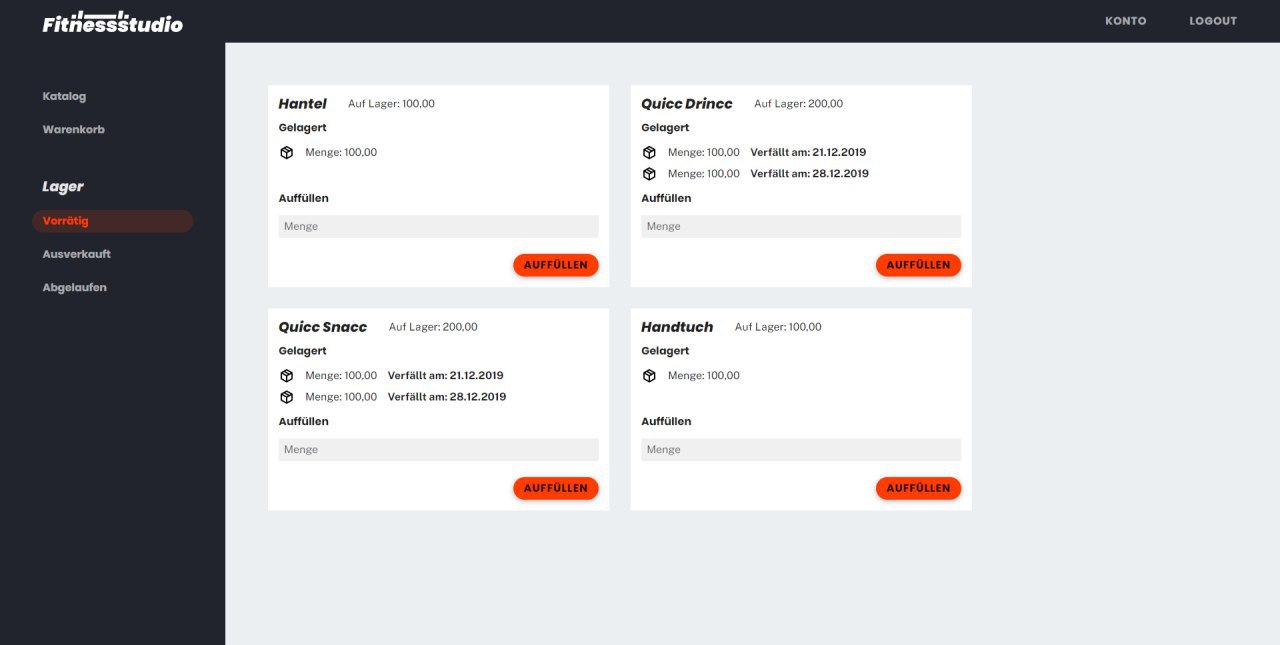 Fitnessstudio
KONTO LOGOUT
Katalog
Warenkorb
Lager
Vorrätig
Ausverkauft
Abgelaufen
Hantel Auf Lager: 100,00
Gelagert
Menge: 100,00
Auffüllen
Menge
AUFFÜLLEN
Quicc Drincc Auf Lager: 200,00
Gelagert
Menge: 100,00 Verfällt am: 21.12.2019
Menge: 100,00 Verfällt am: 28.12.2019
Auffüllen
Menge
AUFFÜLLEN
Quicc Snacc Auf Lager: 200,00
Gelagert
Menge: 100,00 Verfällt am: 21.12.2019
Menge: 100,00 Verfällt am: 28.12.2019
Auffüllen
Menge
AUFFÜLLEN
Handtuch Auf Lager: 100,00
Gelagert
Menge: 100,00
Auffüllen
Menge
AUFFÜLLEN